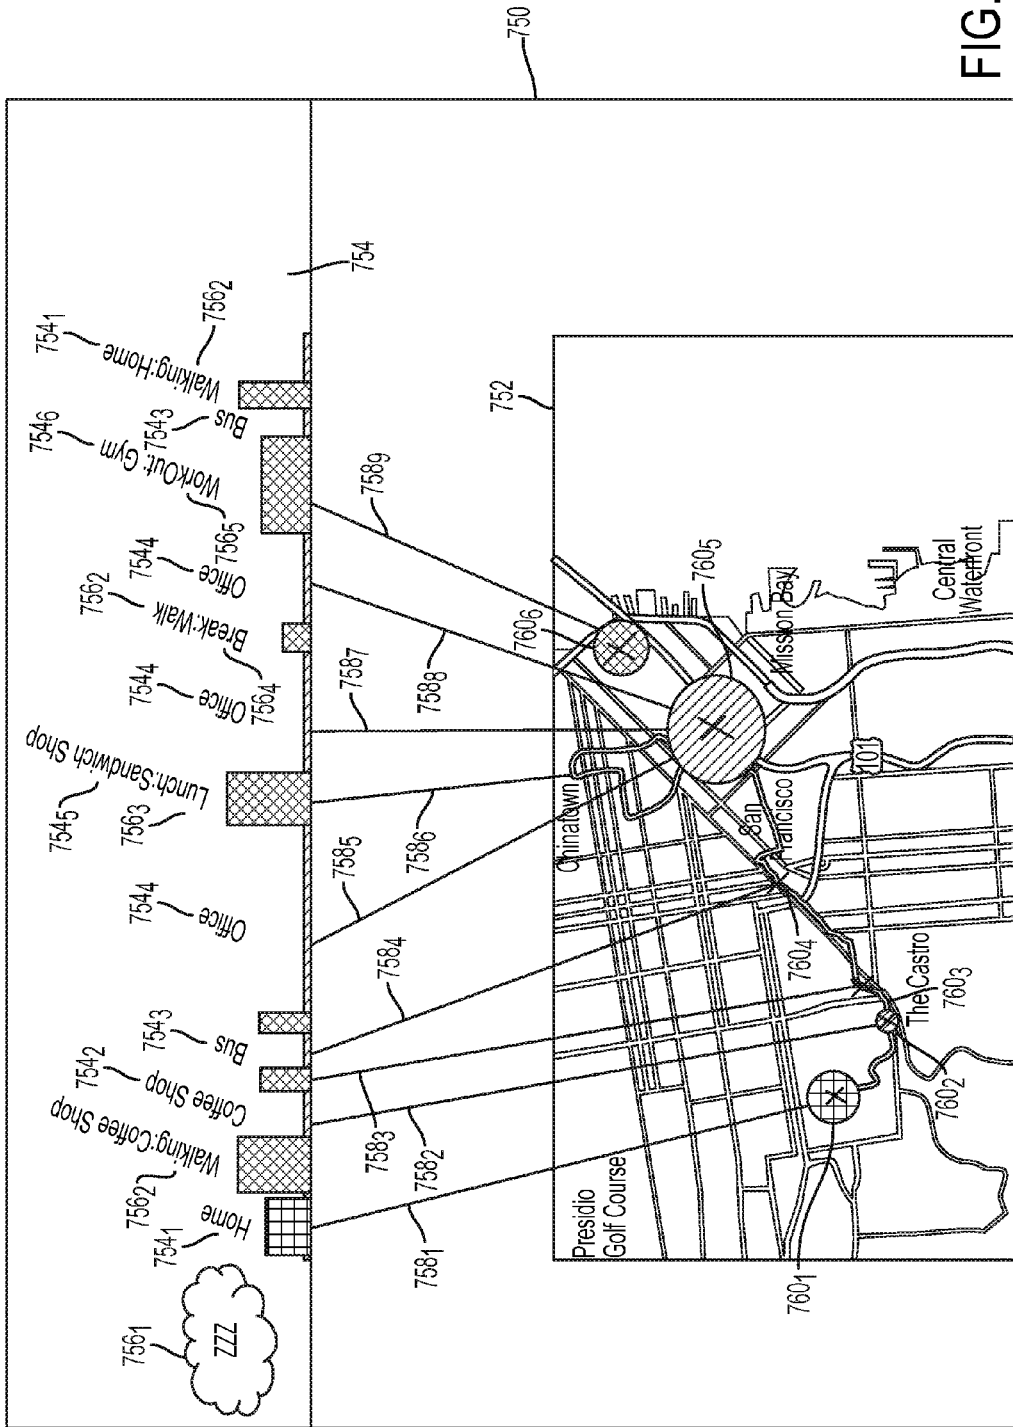 756₁
ZZZ
754₁
Home
756₂
Walking:Coffee Shop
754₂
Coffee Shop
754₃
Bus
754₄
Office
754₅
756₃
Lunch:Sandwich Shop
754₄
Office
756₄
Break:Walk
756₂
754₄
Office
756₅
WorkOut: Gym
754₆
754₃
Bus
Walking:Home
756₂
754₁
754
750
758₁
758₂
758₃
758₄
758₅
758₆
758₇
758₈
758₉
752
Presidio
Golf Course
Chinatown
760₆
760₅
Mission Bay
San
Francisco
101
Central
Waterfront
760₄
The Castro
760₃
760₂
760₁
FIG.